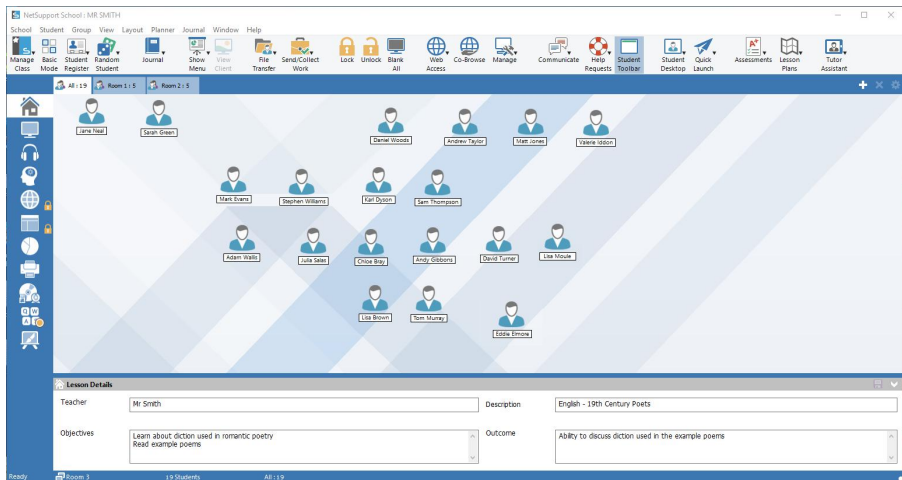 NetSupport School : MR SMITH
School Student Group View Layout Planner Journal Window Help
Manage Class
Basic Mode
Student Register
Random Student
Journal
Show Menu
View Client
File Transfer
Send/Collect Work
Lock
Unlock
Blank All
Web Access
Co-Browse
Manage
Communicate
Help Requests
Student Toolbar
Student Desktop
Quick Launch
A+
Assessments
Lesson Plans
Tutor Assistant
All : 19
Room 1 : 5
Room 2 : 5
Jane Neal
Sarah Green
Daniel Woods
Andrew Taylor
Matt Jones
Valerie Iddon
Mark Evans
Stephen Williams
Karl Dyson
Sam Thompson
Adam Wallis
Julia Salas
Chloe Bray
Andy Gibbons
David Turner
Lisa Moule
Lisa Brown
Tom Murray
Eddie Elmore
Q W
A
Lesson Details
Teacher
Mr Smith
Description
English - 19th Century Poets
Objectives
Learn about diction used in romantic poetry
Read example poems
Outcome
Ability to discuss diction used in the example poems
Ready
Room 3
19 Students
All : 19